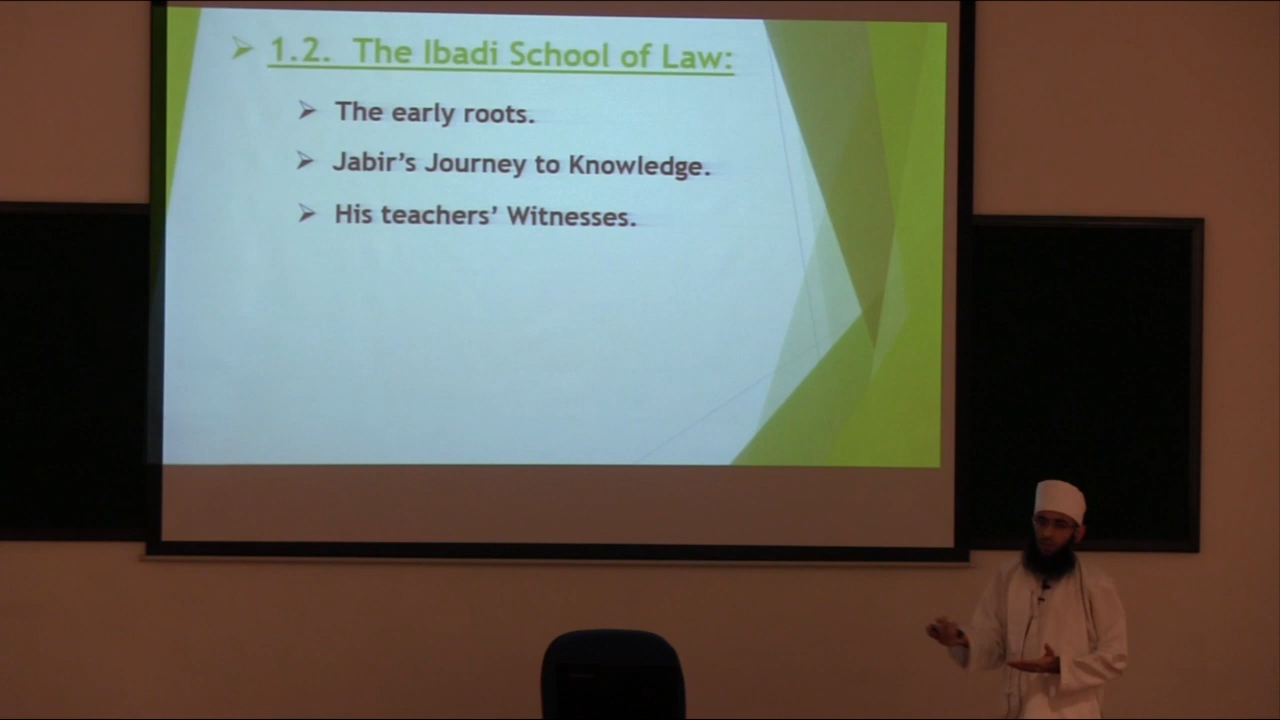 ➢ 1.2. The Ibadi School of Law:
➢ The early roots.
➢ Jabir’s Journey to Knowledge.
➢ His teachers’ Witnesses.